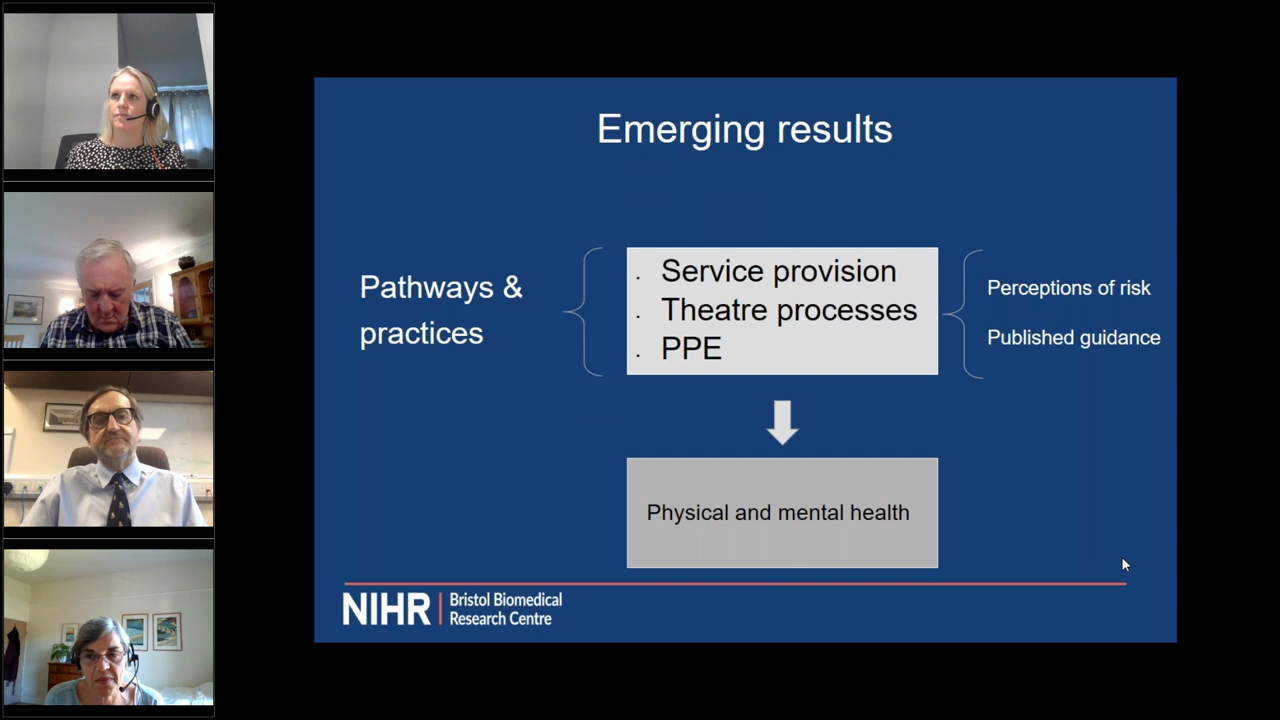 Emerging results
Pathways &
practices
. Service provision
. Theatre processes
. PPE
Perceptions of risk
Published guidance
Physical and mental health
NIHR | Bristol Biomedical
Research Centre